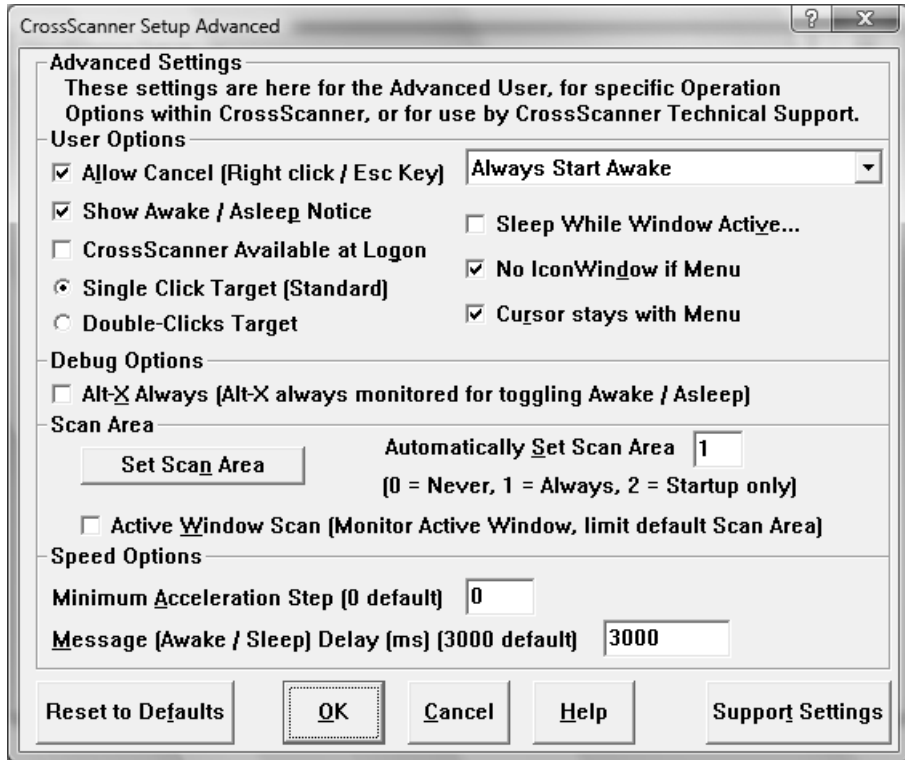 CrossScanner Setup Advanced
Advanced Settings
These settings are here for the Advanced User, for specific Operation
Options within CrossScanner, or for use by CrossScanner Technical Support.
User Options
Allow Cancel (Right click / Esc Key)
Always Start Awake
Show Awake / Asleep Notice
Sleep While Window Active...
CrossScanner Available at Logon
No IconWindow if Menu
Single Click Target (Standard)
Cursor stays with Menu
Double-Clicks Target
Debug Options
Alt-X Always (Alt-X always monitored for toggling Awake / Asleep)
Scan Area
Set Scan Area
Automatically Set Scan Area 1
(0 = Never, 1 = Always, 2 = Startup only)
Active Window Scan (Monitor Active Window, limit default Scan Area)
Speed Options
Minimum Acceleration Step (0 default) 0
Message (Awake / Sleep) Delay (ms) (3000 default) 3000
Reset to Defaults OK Cancel Help Support Settings